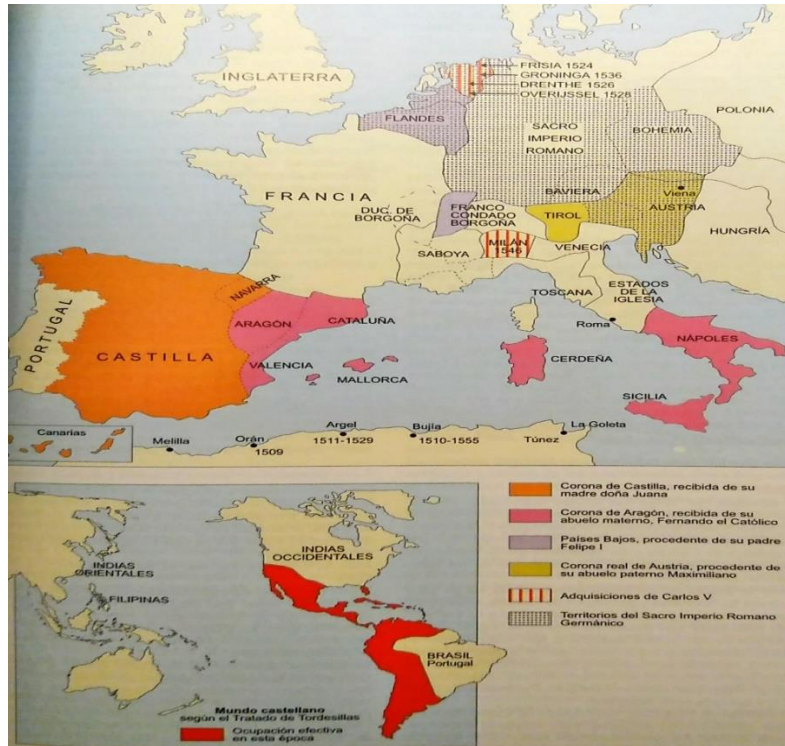 INGLATERRA
FRISIA 1524
GRONINGA 1536
DRENTHE 1526
OVERIJSSEL 1528
POLONIA
FLANDES
SACRO
IMPERIO
ROMANO
BOHEMIA
FRANCIA
BAVIERA
Viena
AUSTRIA
DUC. DE
BORGOÑA
FRANCO
CONDADO
BORGOÑA
TIROL
HUNGRÍA
SABOYA
MILÁN
1546
VENECIA
NAVARRA
TOSCANA
ESTADOS
DE LA
IGLESIA
PORTUGAL
ARAGÓN
CATALUÑA
Roma
CASTILLA
VALENCIA
MALLORCA
CERDEÑA
NÁPOLES
SICILIA
Canarias
Melilla
Orán
1509
Argel
1511-1529
Bujía
1510-1555
Túnez
La Goleta
INDIAS
OCCIDENTALES
INDIAS
ORIENTALES
FILIPINAS
BRASIL
Portugal
Mundo castellano
según el Tratado de Tordesillas
Ocupación efectiva
en esta época
Corona de Castilla, recibida de su
madre doña Juana
Corona de Aragón, recibida de su
abuelo materno, Fernando el Católico
Países Bajos, procedente de su padre
Felipe I
Corona real de Austria, procedente de
su abuelo paterno Maximiliano
Adquisiciones de Carlos V
Territorios del Sacro Imperio Romano
Germánico